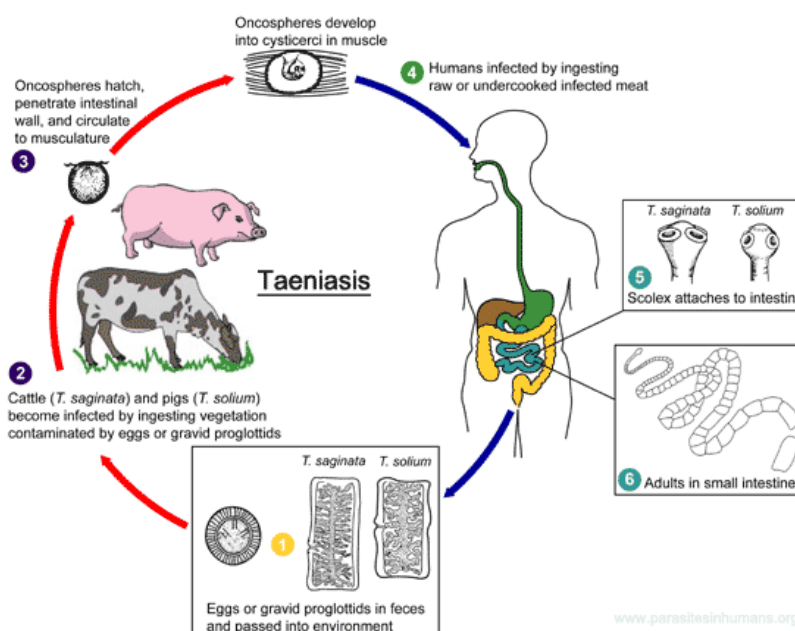 Oncospheres develop
into cysticerci in muscle
4 Humans infected by ingesting
raw or undercooked infected meat
Oncospheres hatch,
penetrate intestinal
wall, and circulate
to musculature
3
Taeniasis
T. saginata T. solium
5
Scolex attaches to intestin
2
Cattle (T. saginata) and pigs (T. solium)
become infected by ingesting vegetation
contaminated by eggs or gravid proglottids
6 Adults in small intestine
T. saginata T. solium
1
Eggs or gravid proglottids in feces
and passed into environment
www.parasitesinhumans.org